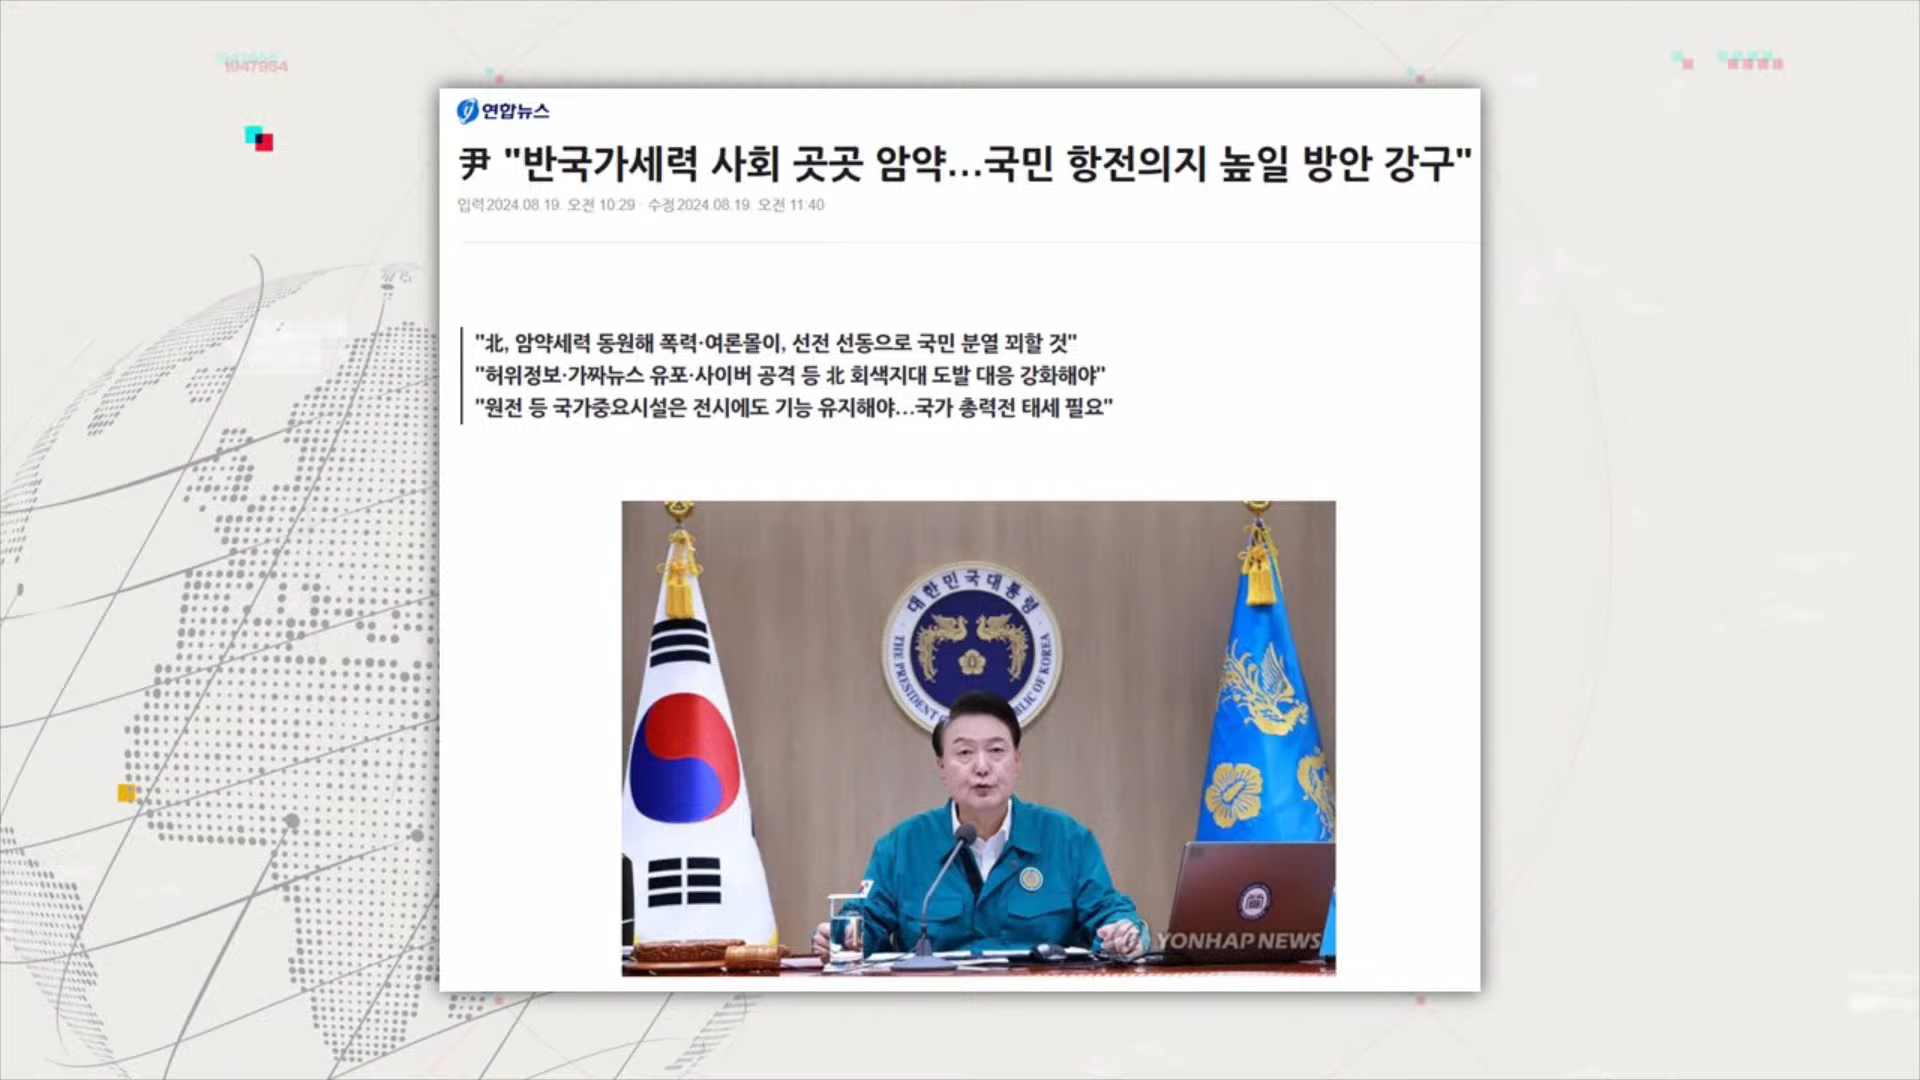 1947954
연합뉴스
尹 "반국가세력 사회 곳곳 암약…국민 항전의지 높일 방안 강구"
입력 2024.08.19. 오전 10:29 · 수정 2024.08.19. 오전 11:40
"北, 암약세력 동원해 폭력·여론몰이, 선전 선동으로 국민 분열 꾀할 것"
"허위정보·가짜뉴스 유포·사이버 공격 등 北 회색지대 도발 대응 강화해야"
"원전 등 국가중요시설은 전시에도 기능 유지해야…국가 총력전 태세 필요"
대한민국대통령
THE PRESIDENT
BLIC OF KOREA
YONHAP NEWS